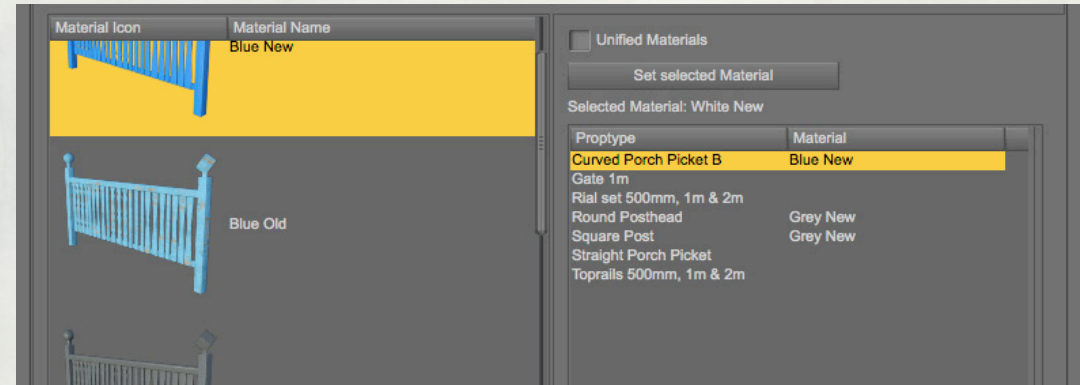 Material Icon Material Name
Blue New
Blue Old
Unified Materials
Set selected Material
Selected Material: White New
Proptype Material
Curved Porch Picket B Blue New
Gate 1m
Rial set 500mm, 1m & 2m
Round Posthead Grey New
Square Post Grey New
Straight Porch Picket
Toprails 500mm, 1m & 2m